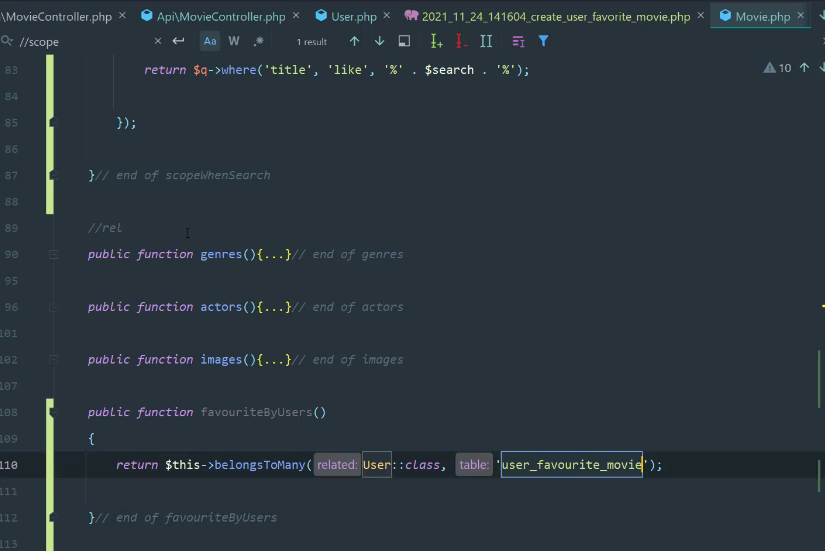 \MovieController.php × Api\MovieController.php × User.php × 2021_11_24_141604_create_user_favorite_movie.php × Movie.php ×
//scope × Aa W .* 1 result
83 return $q->where('title', 'like', '%' . $search . '%'); 10
84
85 });
86
87 }// end of scopeWhenSearch
88
89 //rel
90 public function genres(){...}// end of genres
95
96 public function actors(){...}// end of actors
101
102 public function images(){...}// end of images
107
108 public function favouriteByUsers()
109 {
110 return $this->belongsToMany( related: User::class, table: 'user_favourite_movie');
111
112 }// end of favouriteByUsers
113